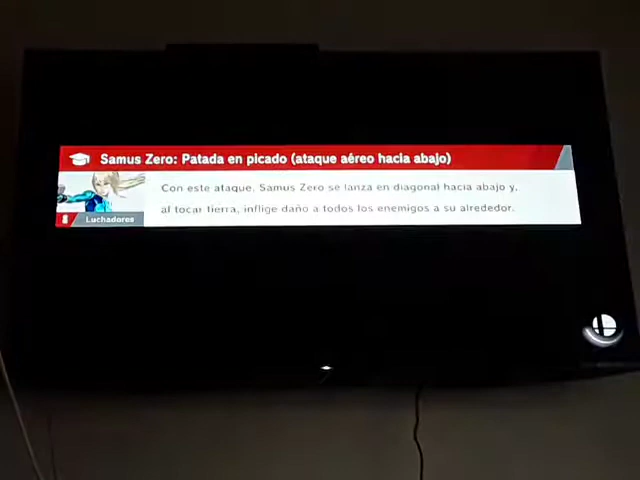 Samus Zero: Patada en picado (ataque aéreo hacia abajo)
Con este ataque, Samus Zero se lanza en diagonal hacia abajo y,
al tocar tierra, inflige daño a todos los enemigos a su alrededor.
8 Luchadores